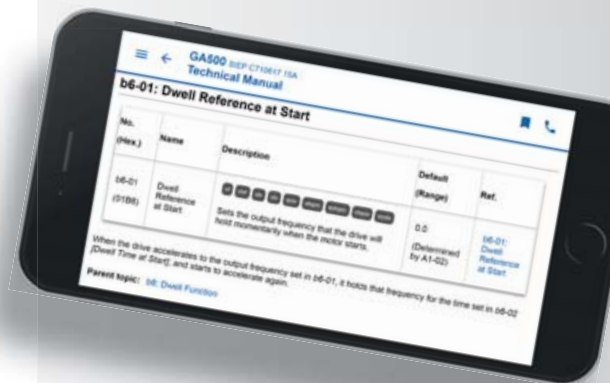 GA500 SIEP C710617 15A
Technical Manual
b6-01: Dwell Reference at Start
No.
(Hex.)
Name
Description
Default
(Range)
Ref.
b6-01
(01B6)
Dwell
Reference
at Start
Sets the output frequency that the drive will
hold momentarily when the motor starts.
0.0
(Determined
by A1-02)
b6-01:
Dwell
Reference
at Start
When the drive accelerates to the output frequency set in b6-01, it holds that frequency for the time set in b6-02
[Dwell Time at Start], and starts to accelerate again.
Parent topic: b6: Dwell Function